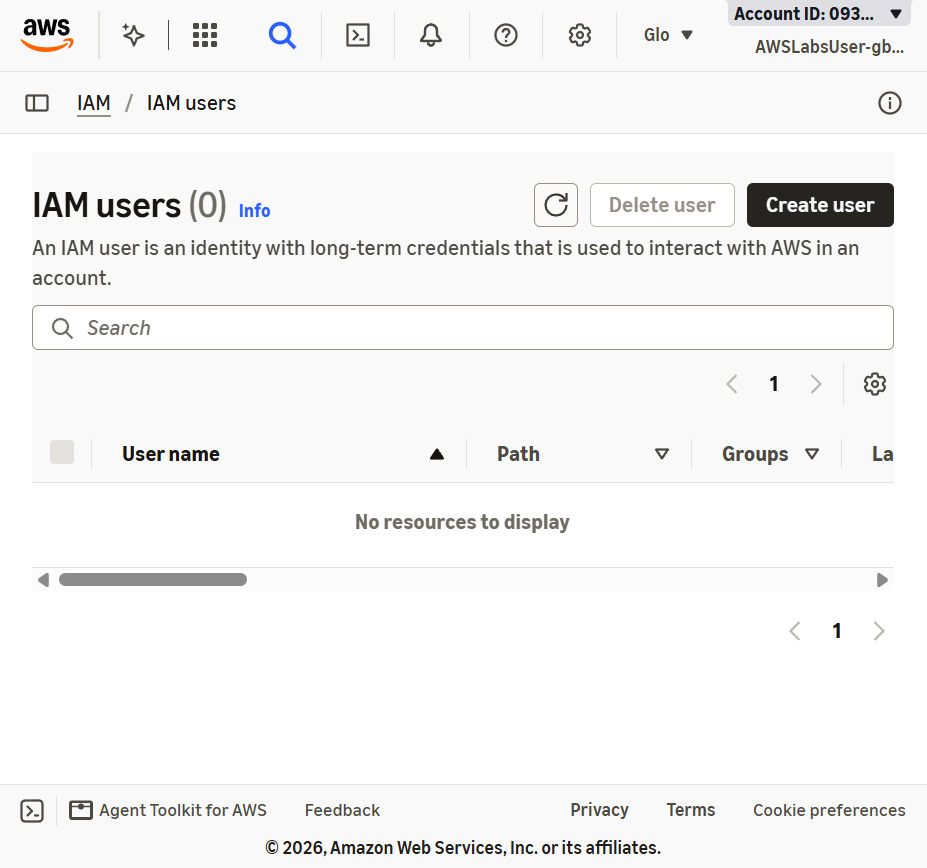 aws
Glo
Account ID: 093...
AWSLabsUser-gb...
IAM / IAM users
IAM users (0) Info
Delete user
Create user
An IAM user is an identity with long-term credentials that is used to interact with AWS in an
account.
Search
1
User name
Path
Groups
La
No resources to display
1
Agent Toolkit for AWS
Feedback
Privacy
Terms
Cookie preferences
© 2026, Amazon Web Services, Inc. or its affiliates.